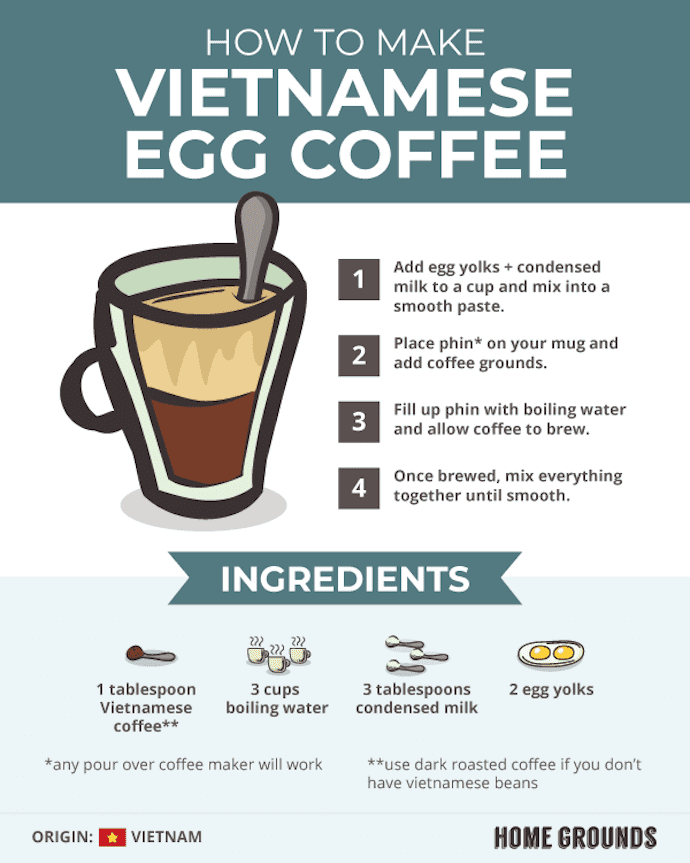 HOW TO MAKE
VIETNAMESE
EGG COFFEE
1
Add egg yolks + condensed
milk to a cup and mix into a
smooth paste.
2
Place phin* on your mug and
add coffee grounds.
3
Fill up phin with boiling water
and allow coffee to brew.
4
Once brewed, mix everything
together until smooth.
INGREDIENTS
1 tablespoon
Vietnamese
coffee**
3 cups
boiling water
3 tablespoons
condensed milk
2 egg yolks
*any pour over coffee maker will work
**use dark roasted coffee if you don't
have vietnamese beans
ORIGIN: VIETNAM
HOME GROUNDS